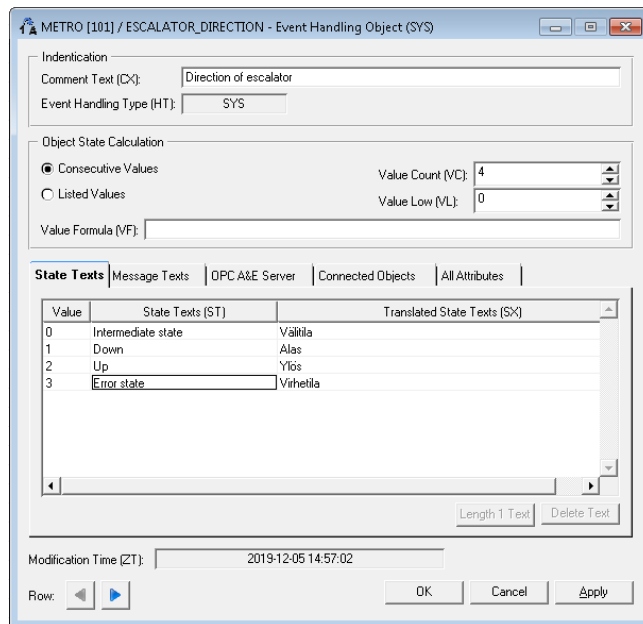 METRO [101] / ESCALATOR_DIRECTION - Event Handling Object (SYS)
Indentication
Comment Text (CX): Direction of escalator
Event Handling Type (HT): SYS
Object State Calculation
Consecutive Values
Value Count (VC): 4
Listed Values
Value Low (VL): 0
Value Formula (VF):
State Texts Message Texts OPC A&E Server Connected Objects All Attributes
Value State Texts (ST) Translated State Texts (SX)
0 Intermediate state Välitila
1 Down Alas
2 Up Ylös
3 Error state Virhetila
Length 1 Text Delete Text
Modification Time (ZT): 2019-12-05 14:57:02
Row: OK Cancel Apply